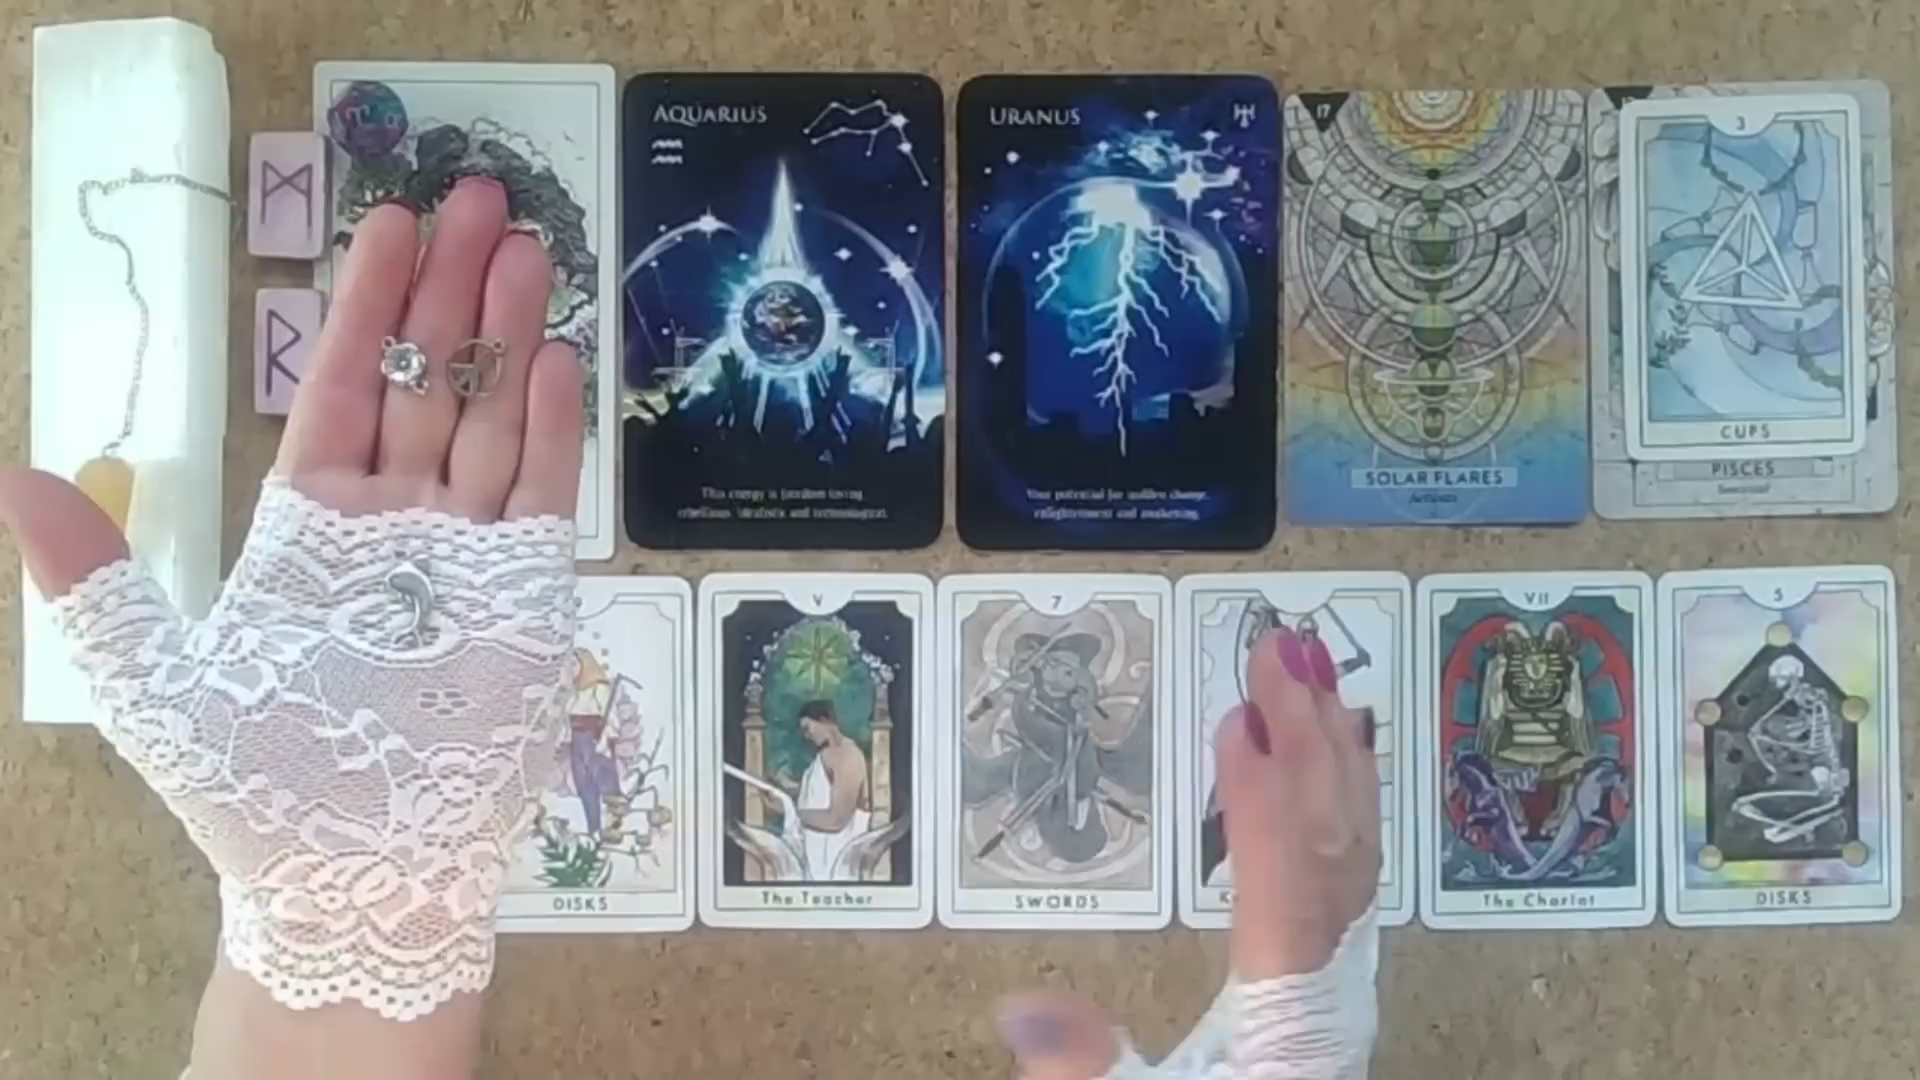 AQUARIUS
This energy is freedom loving,
rebellious, idealistic and technological.
URANUS
Your potential for sudden change,
enlightenment and awakening.
17
SOLAR FLARES
3
CUPS
PISCES
DISKS
V
The Teacher
7
SWORDS
VII
The Chariot
5
DISKS